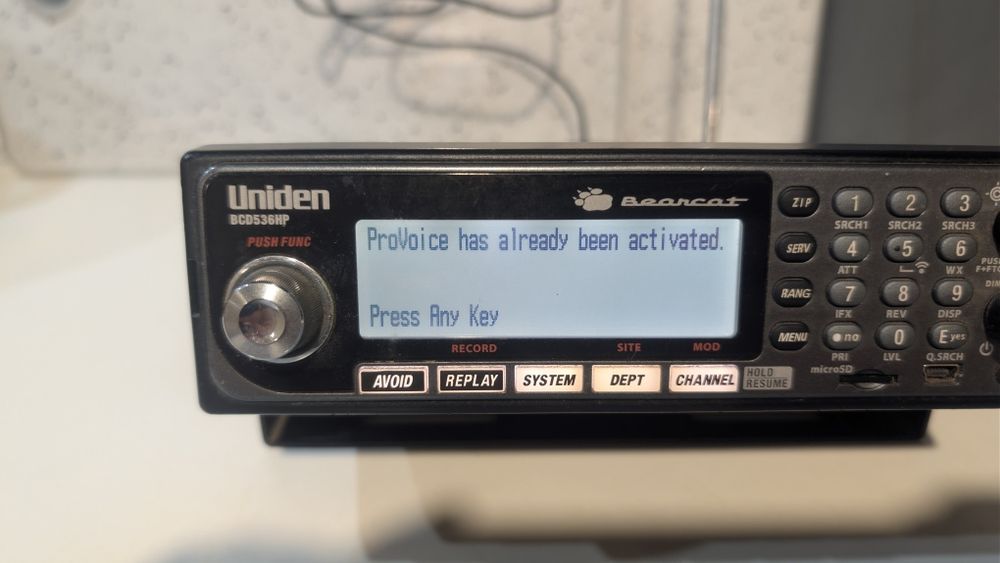 Uniden
BCD536HP
Bearcat
PUSH FUNC
ProVoice has already been activated.
Press Any Key
RECORD
SITE
MOD
AVOID
REPLAY
SYSTEM
DEPT
CHANNEL
HOLD
RESUME
ZIP
1
2
3
SRCH1
SRCH2
SRCH3
SERV
4
5
6
ATT
WX
RANG
7
8
9
IFX
REV
DISP
MENU
no
0
E yes
PRI
LVL
Q.SRCH
microSD